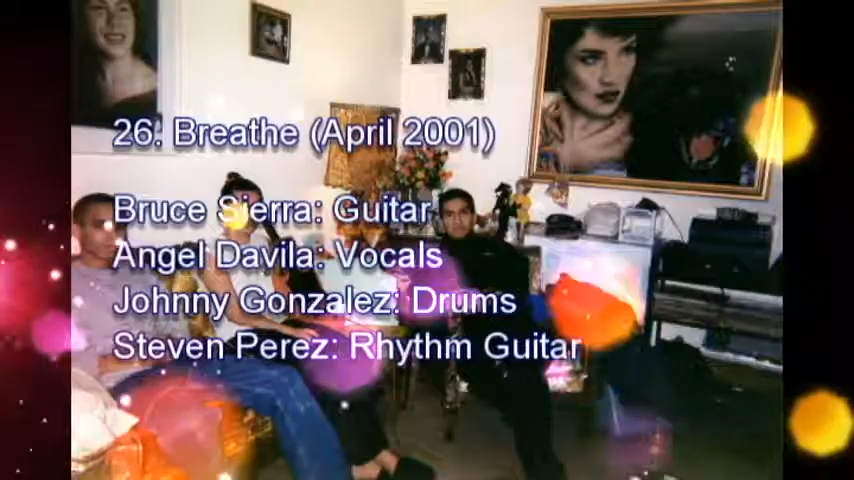 26. Breathe (April 2001)
Bruce Sierra: Guitar
Angel Davila: Vocals
Johnny Gonzalez: Drums
Steven Perez: Rhythm Guitar